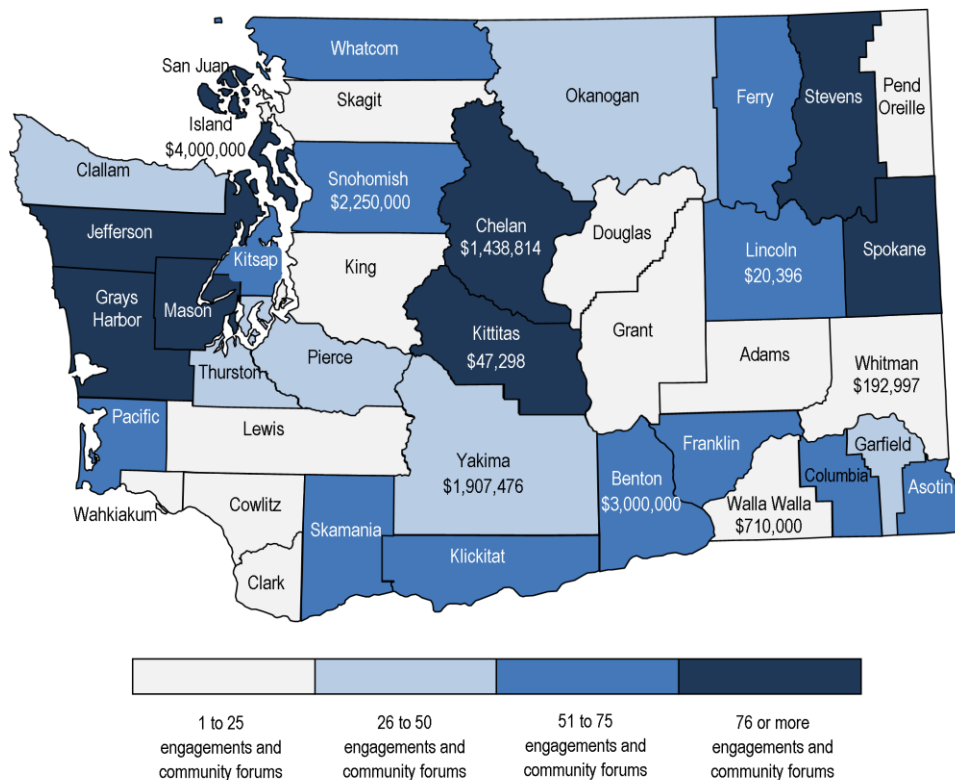 Whatcom
San Juan
Skagit
Island
$4,000,000
Okanogan
Ferry
Stevens
Pend
Oreille
Clallam
Snohomish
$2,250,000
Chelan
$1,438,814
Douglas
Jefferson
Kitsap
King
Lincoln
$20,396
Spokane
Grays
Harbor
Mason
Kittitas
$47,298
Grant
Adams
Whitman
$192,997
Thurston
Pierce
Pacific
Lewis
Yakima
$1,907,476
Benton
$3,000,000
Franklin
Garfield
Columbia
Asotin
Walla Walla
$710,000
Wahkiakum
Cowlitz
Skamania
Klickitat
Clark
1 to 25
engagements and
community forums
26 to 50
engagements and
community forums
51 to 75
engagements and
community forums
76 or more
engagements and
community forums